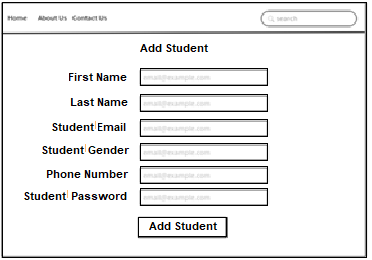 Home About Us Contact Us search
Add Student
First Name email@example.com
Last Name email@example.com
Student Email email@example.com
Student Gender email@example.com
Phone Number email@example.com
Student Password email@example.com
Add Student